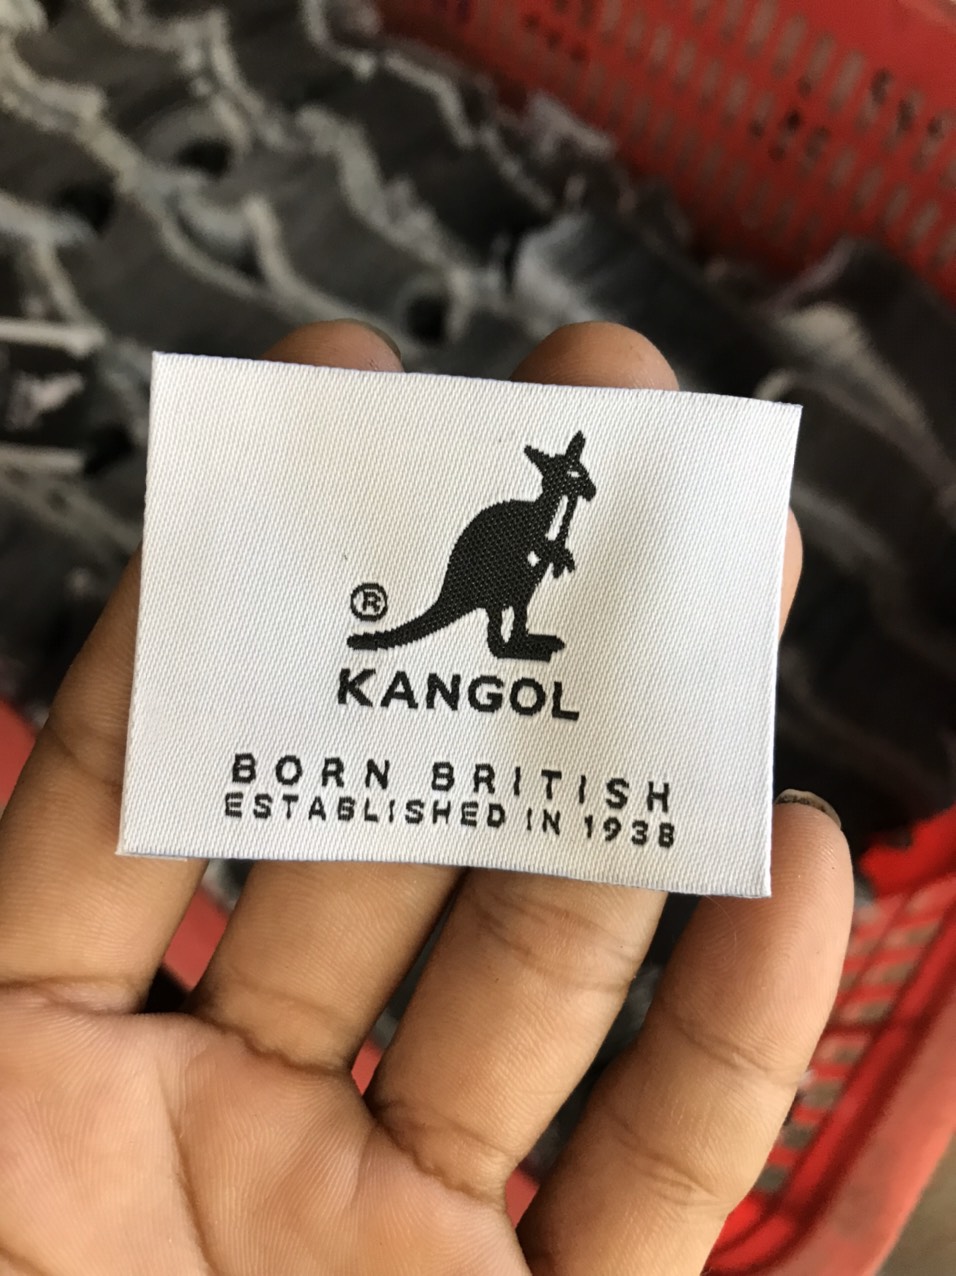 ®
KANGOL
BORN BRITISH
ESTABLISHED IN 1938